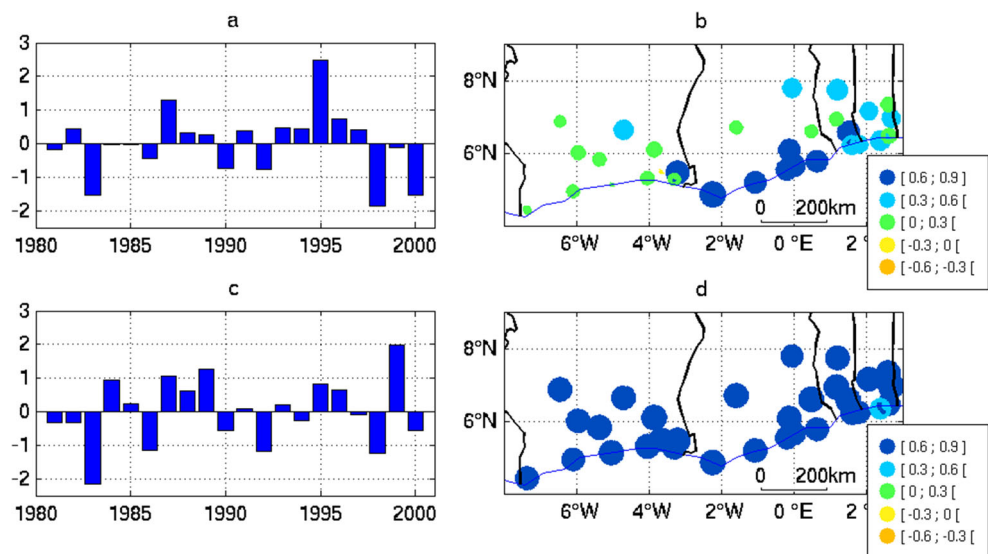 a
3
2
1
0
-1
-2
1980 1985 1990 1995 2000
b
8°N
6°N
0 200km
6°W 4°W 2°W 0 °E 2°
[ 0.6 ; 0.9 ]
[ 0.3 ; 0.6 [
[ 0 ; 0.3 [
[ -0.3 ; 0 [
[ -0.6 ; -0.3 [
c
3
2
1
0
-1
-2
1980 1985 1990 1995 2000
d
8°N
6°N
0 200km
6°W 4°W 2°W 0 °E 2°
[ 0.6 ; 0.9 ]
[ 0.3 ; 0.6 [
[ 0 ; 0.3 [
[ -0.3 ; 0 [
[ -0.6 ; -0.3 [